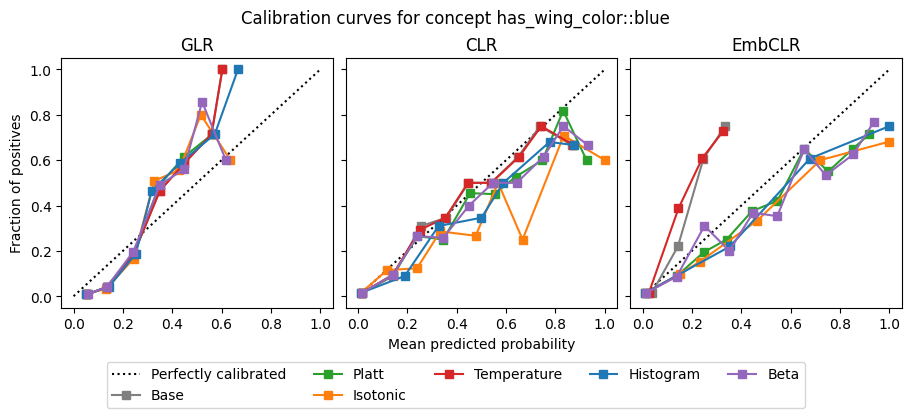 Calibration curves for concept has_wing_color::blue
GLR
CLR
EmbCLR
Fraction of positives
1.0
0.8
0.6
0.4
0.2
0.0
0.0 0.2 0.4 0.6 0.8 1.0
0.0 0.2 0.4 0.6 0.8 1.0
0.0 0.2 0.4 0.6 0.8 1.0
Mean predicted probability
Perfectly calibrated
Base
Platt
Isotonic
Temperature
Histogram
Beta